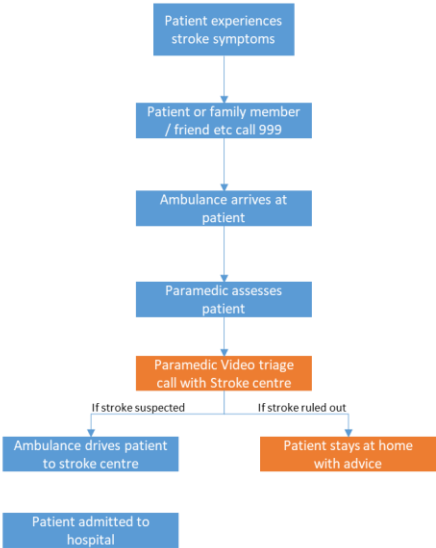 Patient experiences
stroke symptoms
Patient or family member
/ friend etc call 999
Ambulance arrives at
patient
Paramedic assesses
patient
Paramedic Video triage
call with Stroke centre
If stroke suspected
If stroke ruled out
Ambulance drives patient
to stroke centre
Patient stays at home
with advice
Patient admitted to
hospital